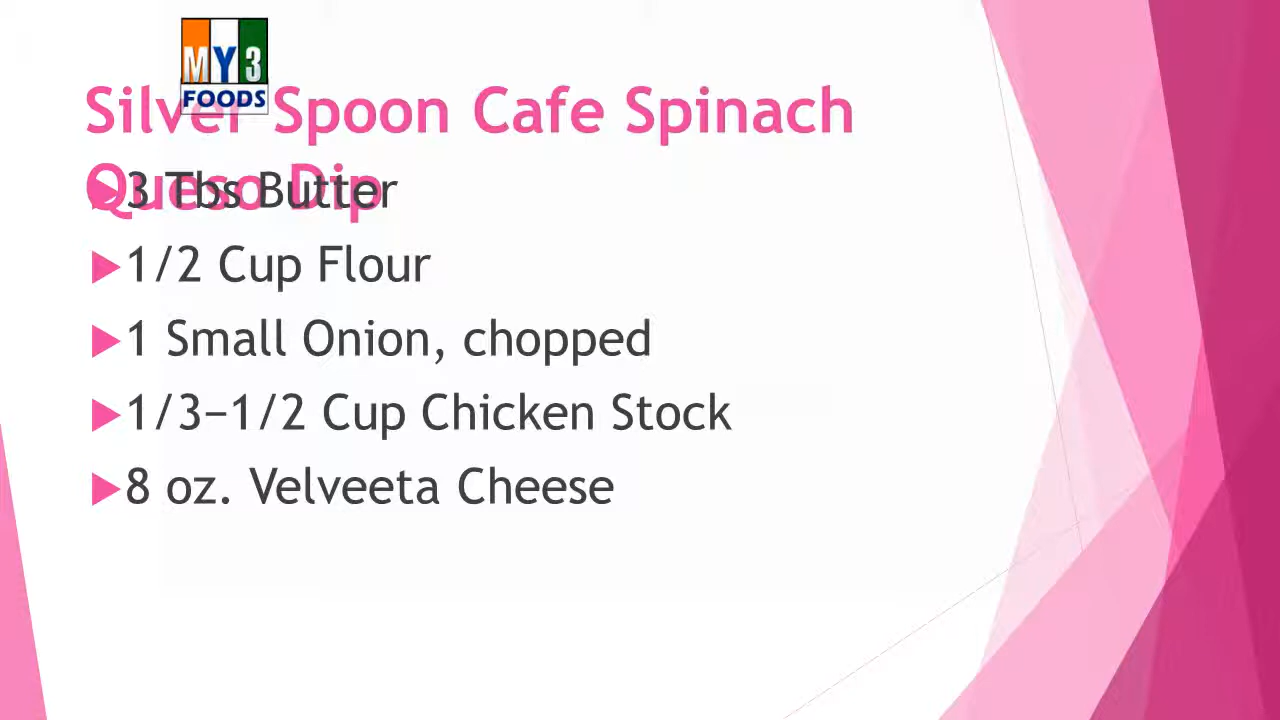 MY3
FOODS
Silver Spoon Cafe Spinach
Queso Dip
3 Tbs Butter
1/2 Cup Flour
1 Small Onion, chopped
1/3–1/2 Cup Chicken Stock
8 oz. Velveeta Cheese